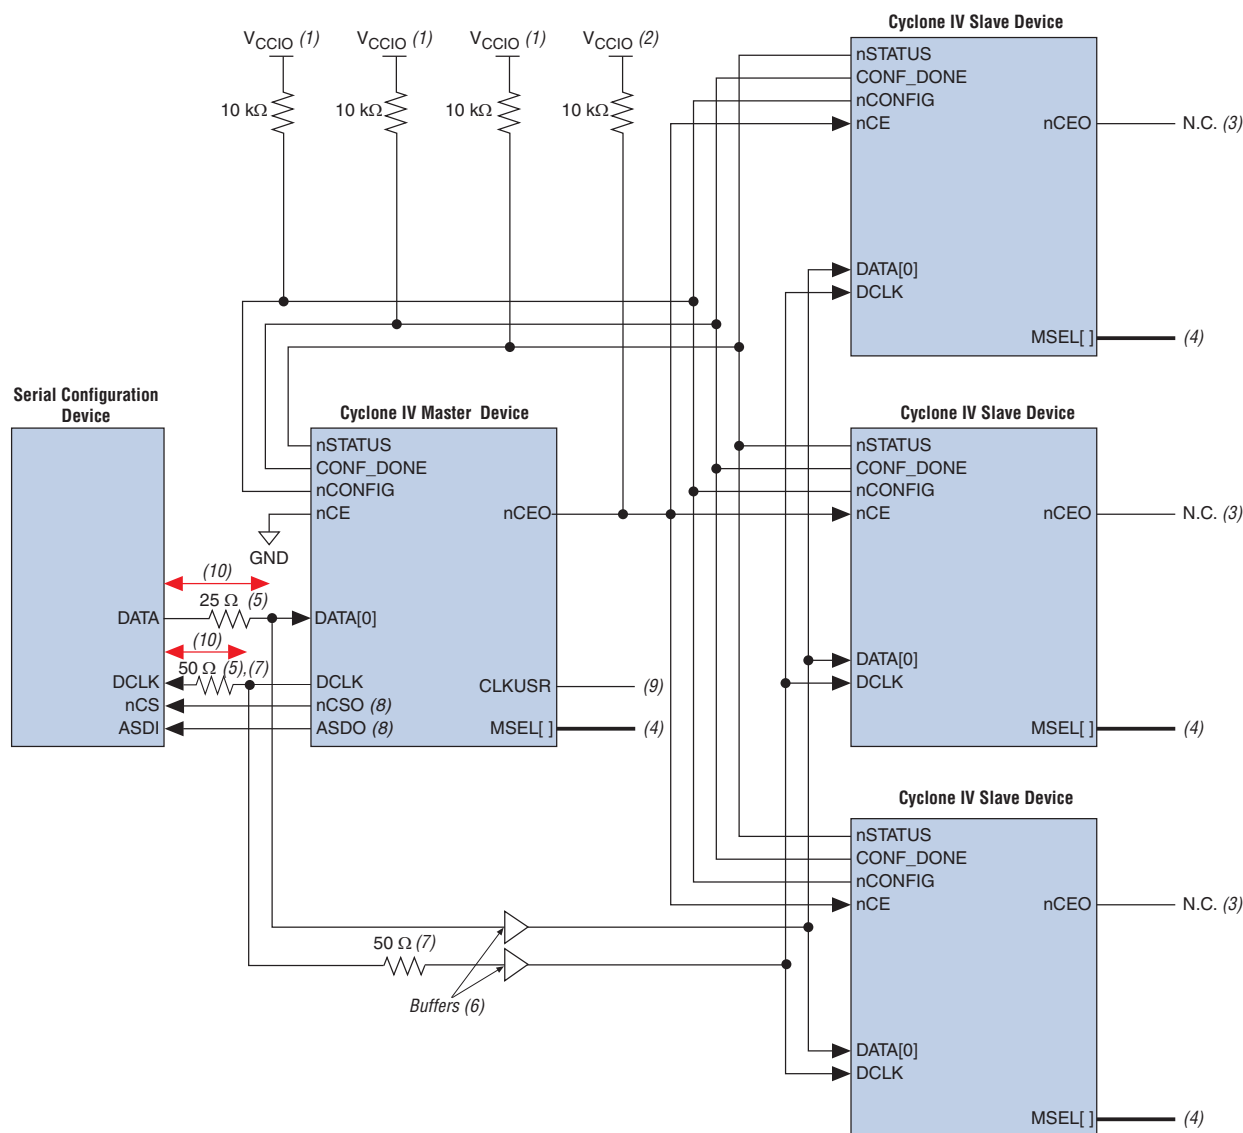 Cyclone IV Slave Device
VCCIO (1)
VCCIO (1)
VCCIO (1)
VCCIO (2)
10 kΩ
10 kΩ
10 kΩ
10 kΩ
nSTATUS
CONF_DONE
nCONFIG
nCE
nCEO
N.C. (3)
DATA[0]
DCLK
MSEL[ ]
(4)
Serial Configuration
Device
DATA
DCLK
nCS
ASDI
Cyclone IV Master Device
nSTATUS
CONF_DONE
nCONFIG
nCE
nCEO
GND
(10)
25 Ω (5)
DATA[0]
(10)
50 Ω (5),(7)
DCLK
nCSO (8)
ASDO (8)
CLKUSR
(9)
MSEL[ ]
(4)
Cyclone IV Slave Device
nSTATUS
CONF_DONE
nCONFIG
nCE
nCEO
N.C. (3)
DATA[0]
DCLK
MSEL[ ]
(4)
Cyclone IV Slave Device
nSTATUS
CONF_DONE
nCONFIG
nCE
nCEO
N.C. (3)
50 Ω (7)
Buffers (6)
DATA[0]
DCLK
MSEL[ ]
(4)